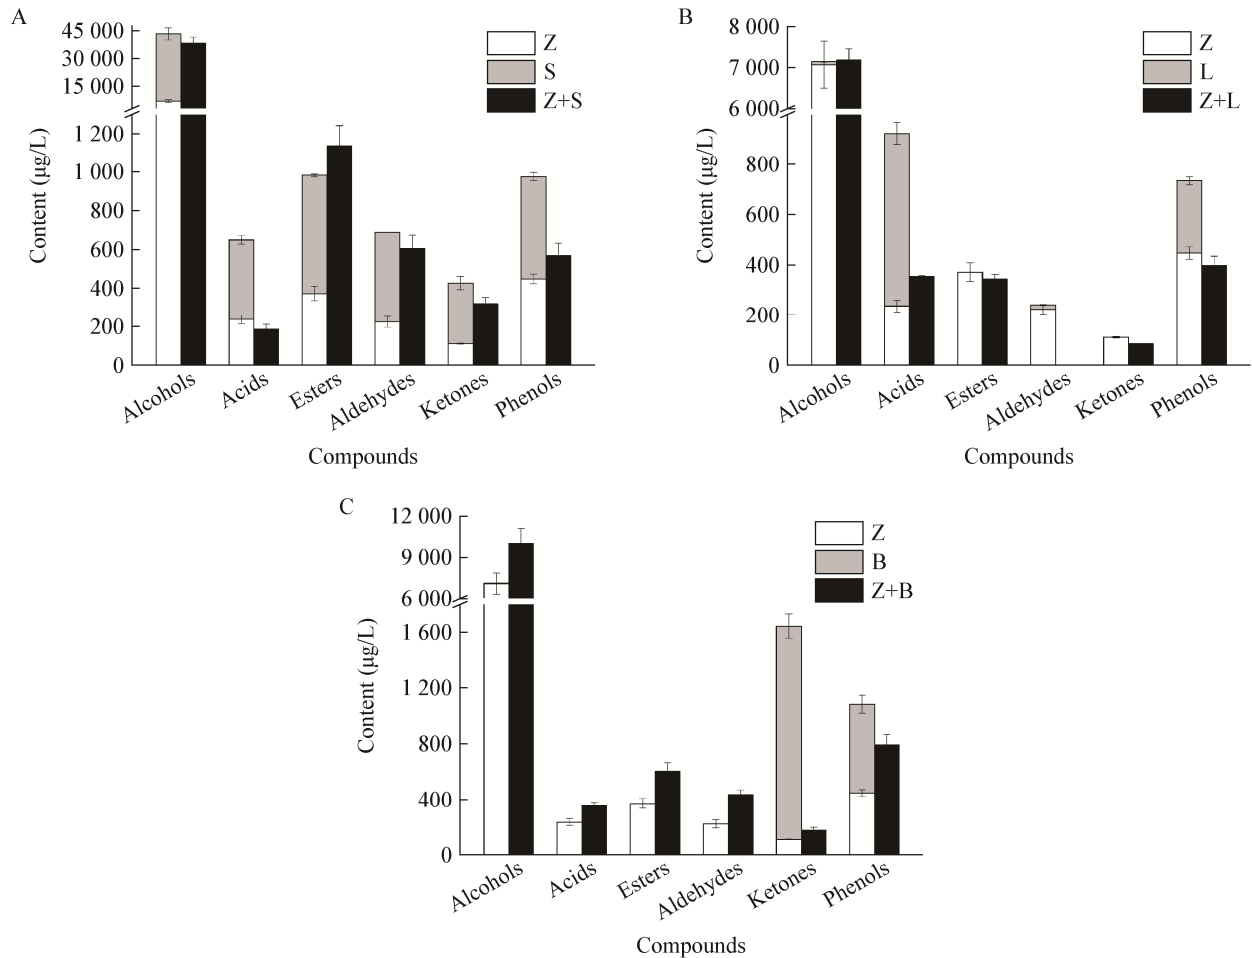 A
Content (μg/L)
45 000
30 000
15 000
1 200
1 000
800
600
400
200
0
Z
S
Z+S
Alcohols
Acids
Esters
Aldehydes
Ketones
Phenols
Compounds
B
Content (μg/L)
8 000
7 000
6 000
800
600
400
200
0
Z
L
Z+L
Alcohols
Acids
Esters
Aldehydes
Ketones
Phenols
Compounds
C
Content (μg/L)
12 000
9 000
6 000
1 600
1 200
800
400
0
Z
B
Z+B
Alcohols
Acids
Esters
Aldehydes
Ketones
Phenols
Compounds